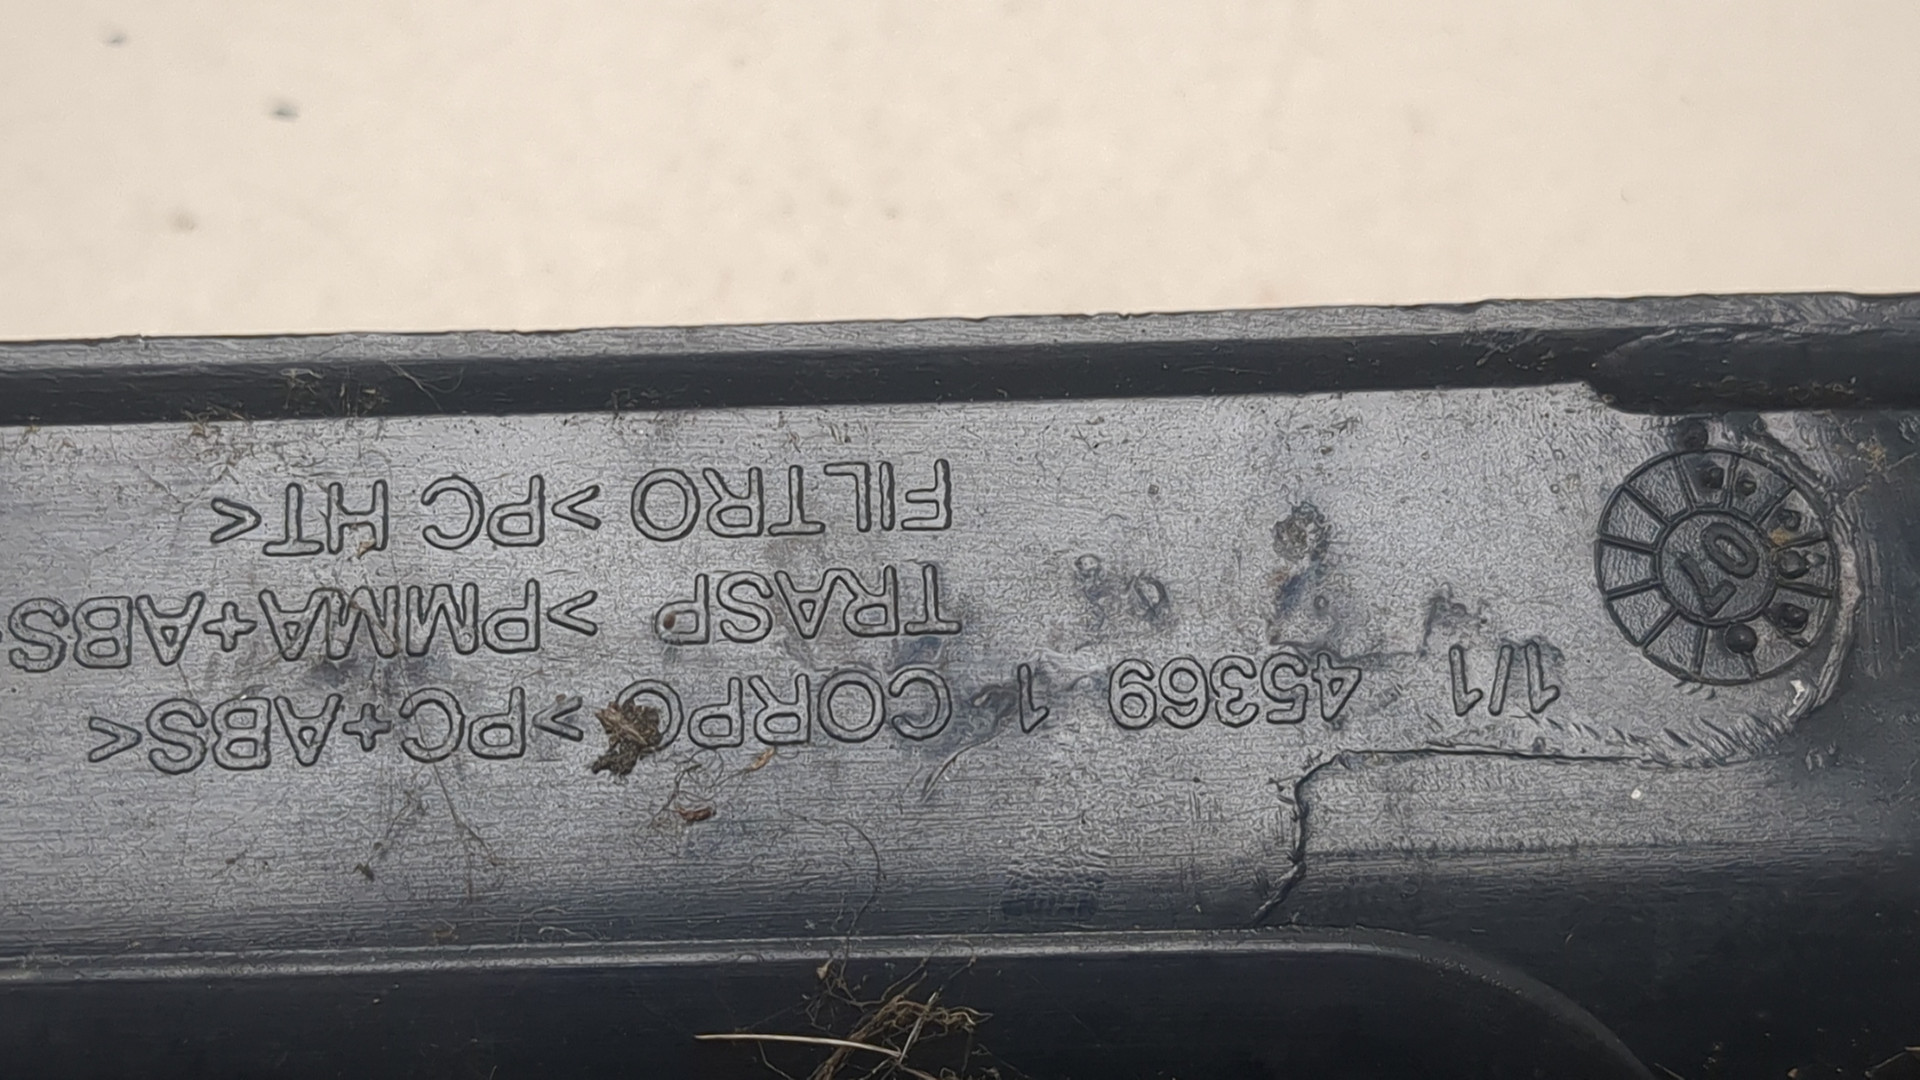 07
1/1 45369 1 CORPO >PC+ABS<
TRASP >PMMA+ABS
FILTRO >PC HT<